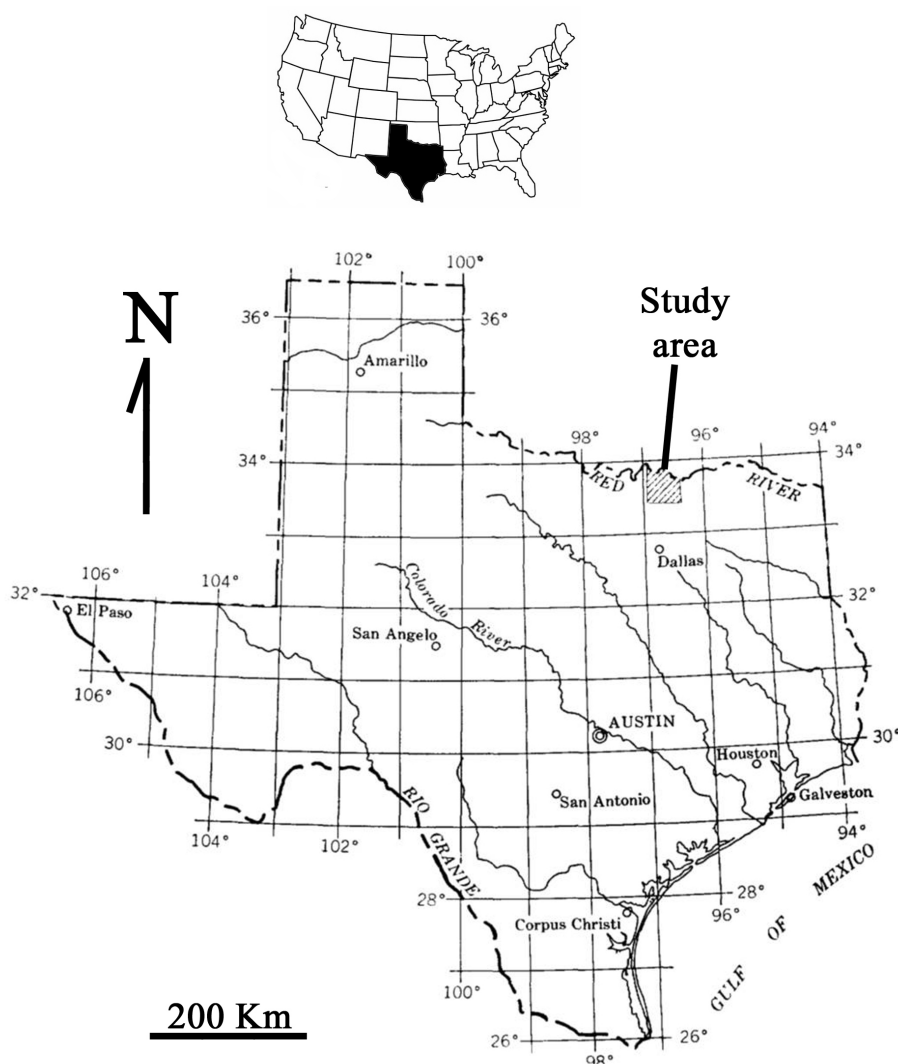 102°
100°
N
Study
area
36°
36°
Amarillo
98°
96°
94°
34°
34°
RED
RIVER
Dallas
106°
104°
32°
El Paso
Colorado
River
San Angelo
32°
106°
AUSTIN
30°
Houston
30°
San Antonio
Galveston
RIO
GRANDE
104°
102°
94°
28°
28°
96°
Corpus Christi
GULF OF MEXICO
100°
200 Km
26°
26°
98°